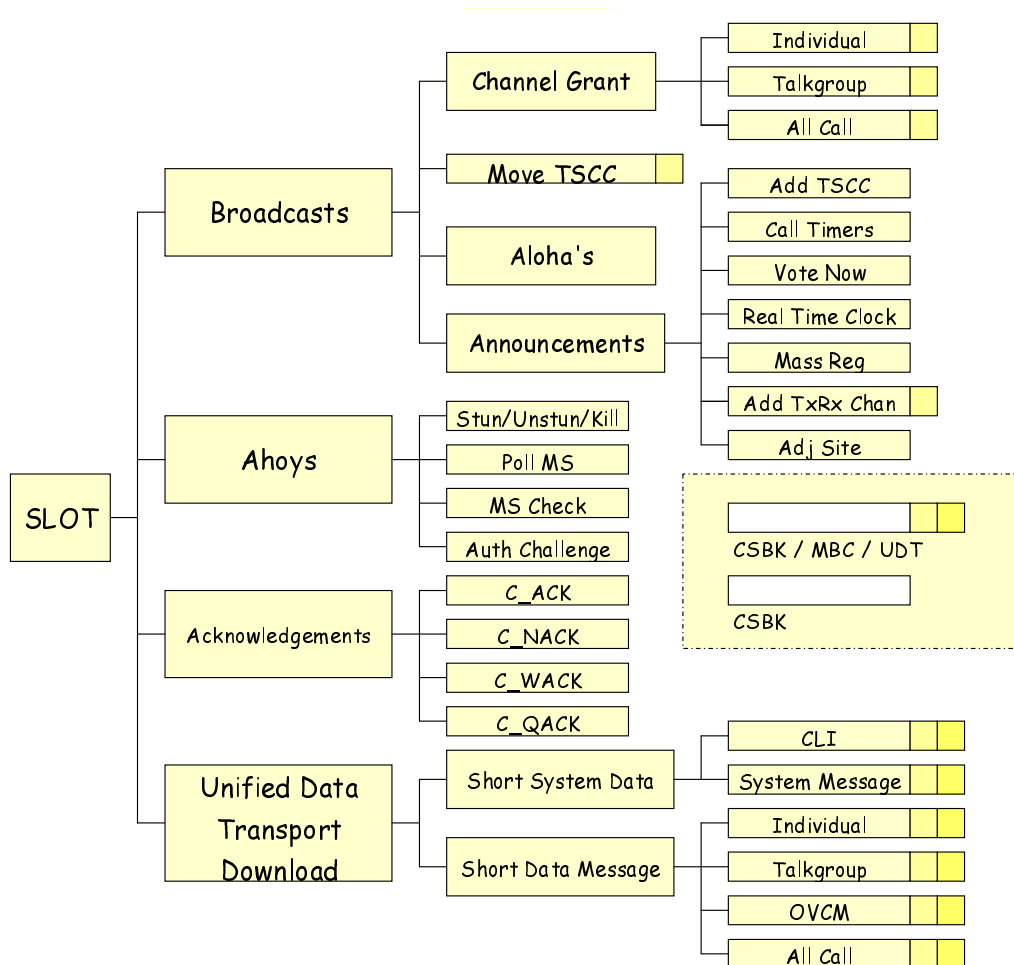 SLOT
Broadcasts
Channel Grant
Individual
Talkgroup
All Call
Move TSCC
Aloha's
Announcements
Add TSCC
Call Timers
Vote Now
Real Time Clock
Mass Reg
Add TxRx Chan
Adj Site
Ahoys
Stun/Unstun/Kill
Poll MS
MS Check
Auth Challenge
CSBK / MBC / UDT
CSBK
Acknowledgements
C_ACK
C_NACK
C_WACK
C_QACK
Unified Data
Transport
Download
Short System Data
CLI
System Message
Short Data Message
Individual
Talkgroup
OVCM
All Call